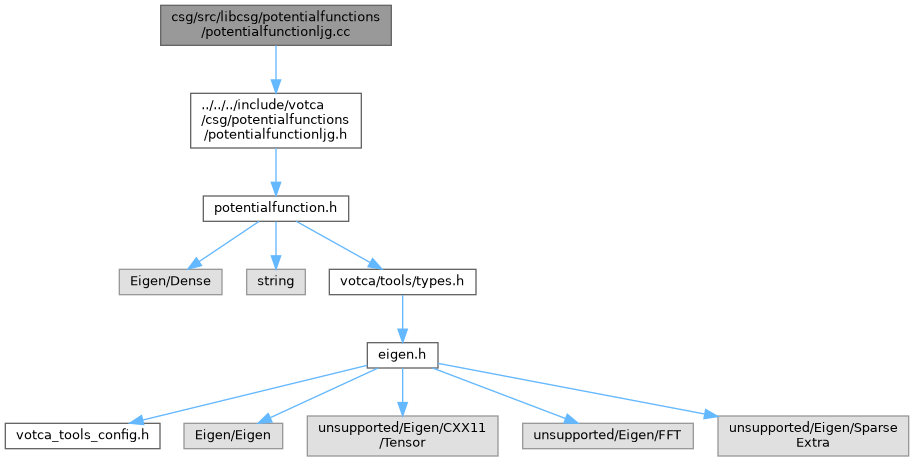 csg/src/libcsg/potentialfunctions
/potentialfunctionljg.cc
../../../include/votca
/csg/potentialfunctions
/potentialfunctionljg.h
potentialfunction.h
Eigen/Dense
string
votca/tools/types.h
eigen.h
votca_tools_config.h
Eigen/Eigen
unsupported/Eigen/CXX11
/Tensor
unsupported/Eigen/FFT
unsupported/Eigen/Sparse
Extra